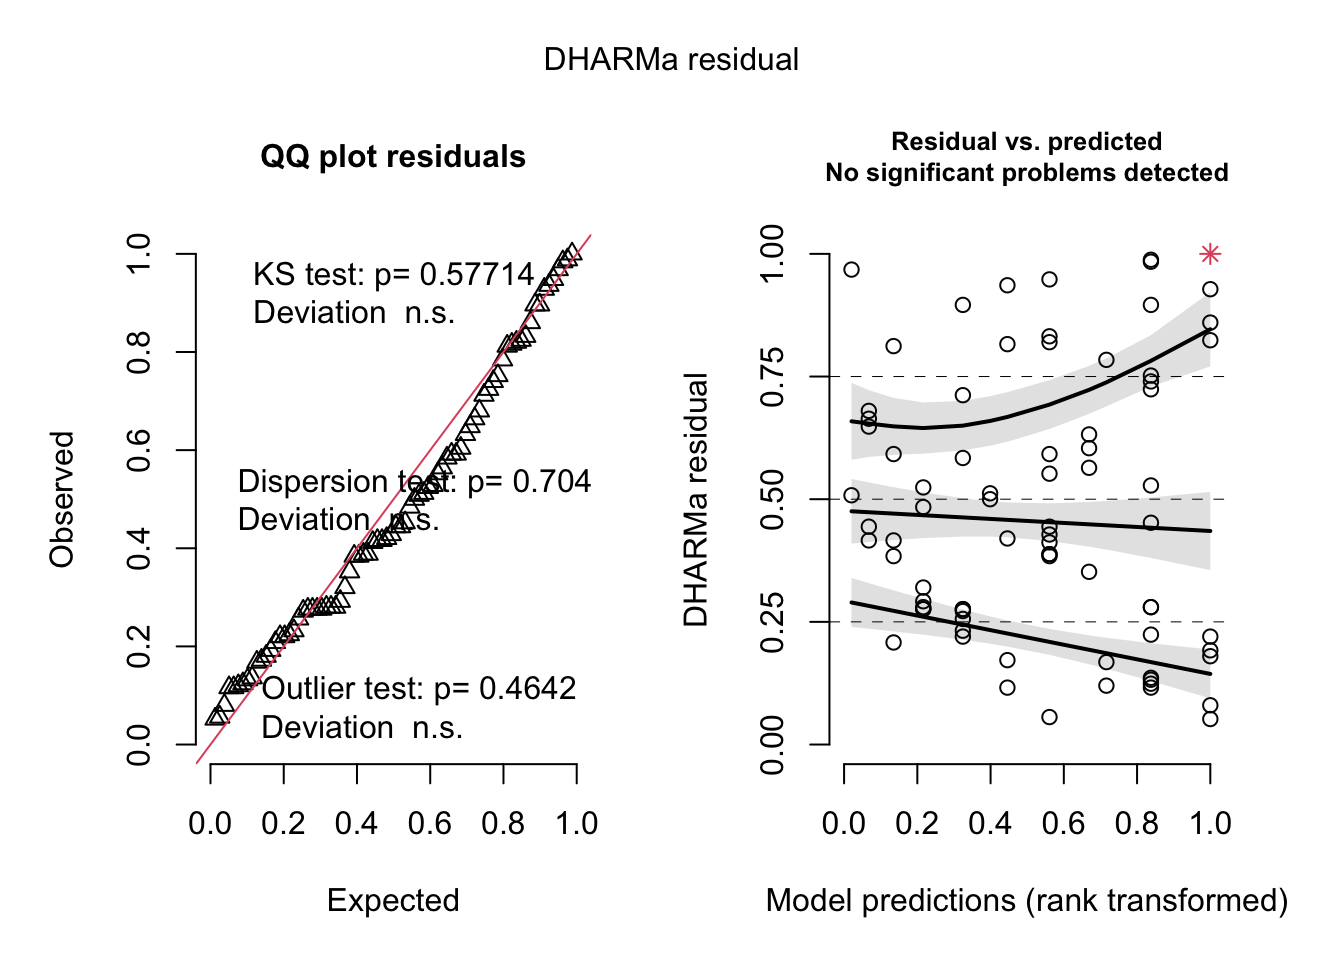 DHARMa residual
QQ plot residuals
KS test: p= 0.57714
Deviation  n.s.
Dispersion test: p= 0.704
Deviation  n.s.
Outlier test: p= 0.4642
Deviation  n.s.
Observed
0.0
0.2
0.4
0.6
0.8
1.0
0.0 0.2 0.4 0.6 0.8 1.0
Expected
Residual vs. predicted
No significant problems detected
DHARMa residual
0.00
0.25
0.50
0.75
1.00
0.0 0.2 0.4 0.6 0.8 1.0
Model predictions (rank transformed)